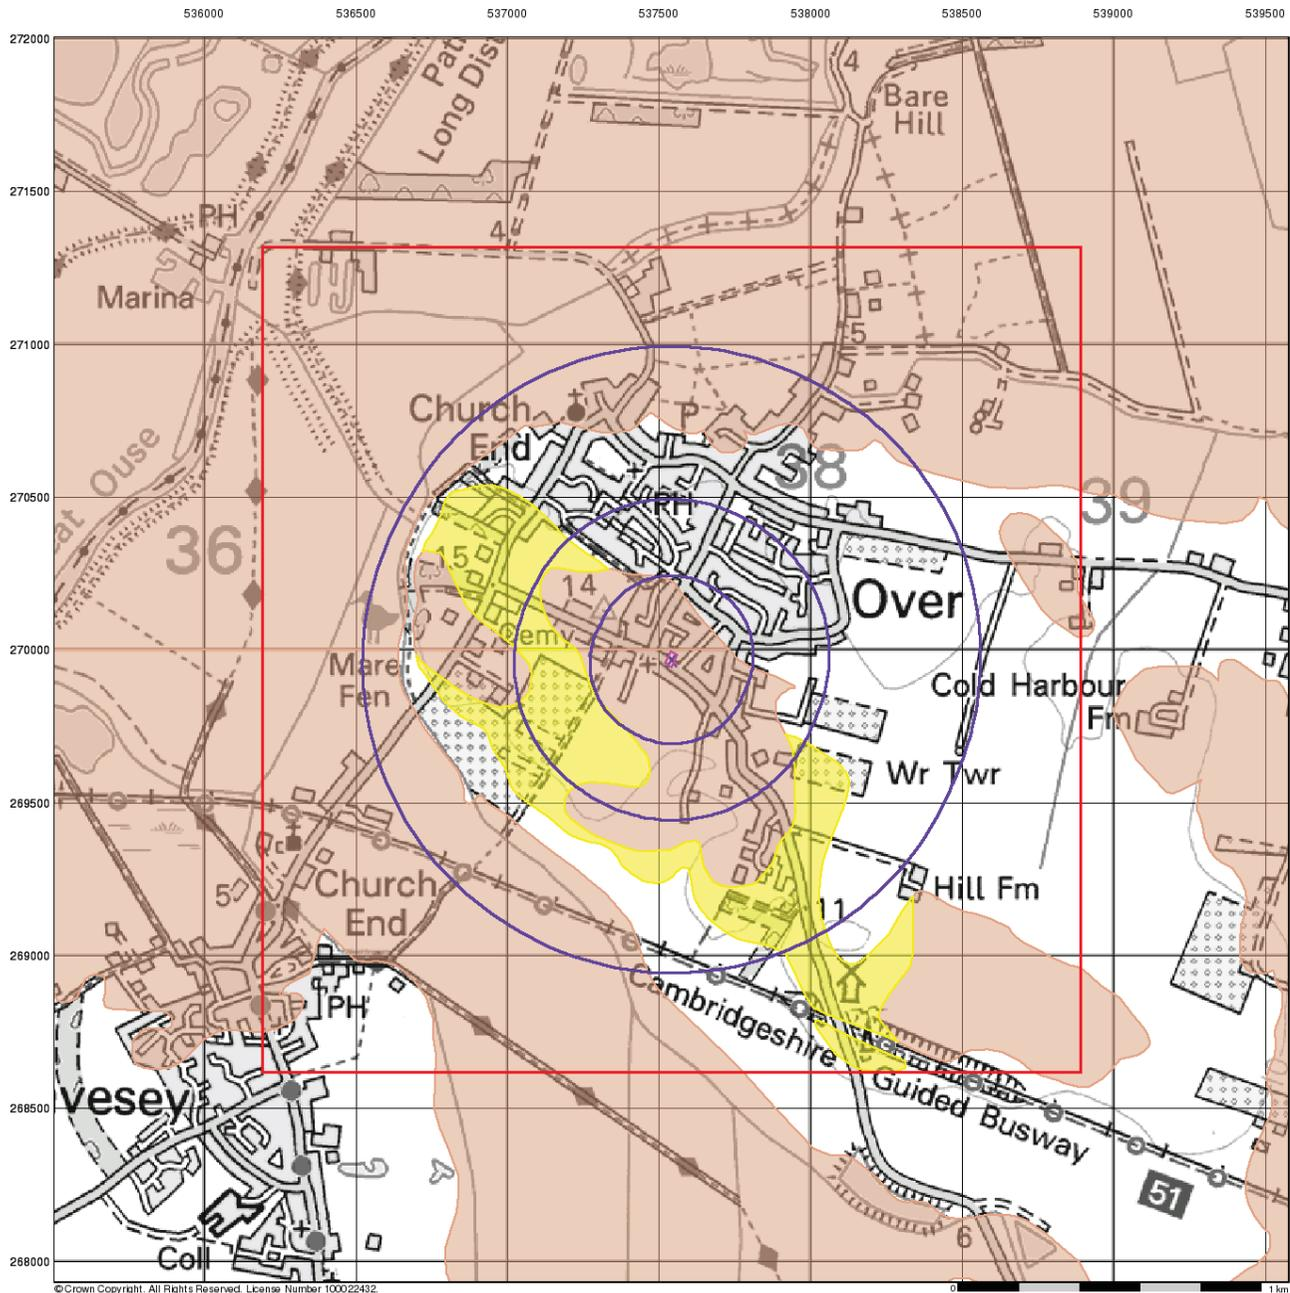 536000 536500 537000 537500 538000 538500 539000 539500
272000
Path
Long Dist
4
Bare
Hill
271500
PH
4
Marina
271000
5
Church
End
P
8
38
39
Ouse
eat
270500
PH
36
15
14
Over
Cemy
270000
Mare
Fen
4
Cold Harbour
Fm
Wr Twr
269500
Church
End
5
Hill Fm
11
269000
PH
Cambridgeshire
Guided Busway
vesey
268500
51
Coll
6
268000
©Crown Copyright. All Rights Reserved. License Number 100022432.
0 1 km